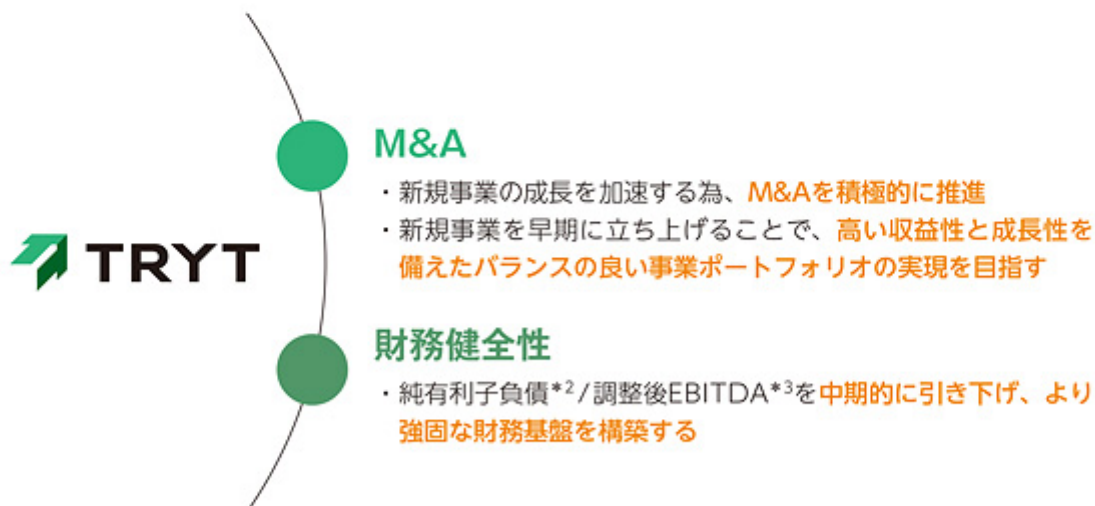 TRYT
M&A
・新規事業の成長を加速する為、M&Aを積極的に推進
・新規事業を早期に立ち上げることで、高い収益性と成長性を
備えたバランスの良い事業ポートフォリオの実現を目指す
財務健全性
・純有利子負債*2/調整後EBITDA*3を中期的に引き下げ、より
強固な財務基盤を構築する